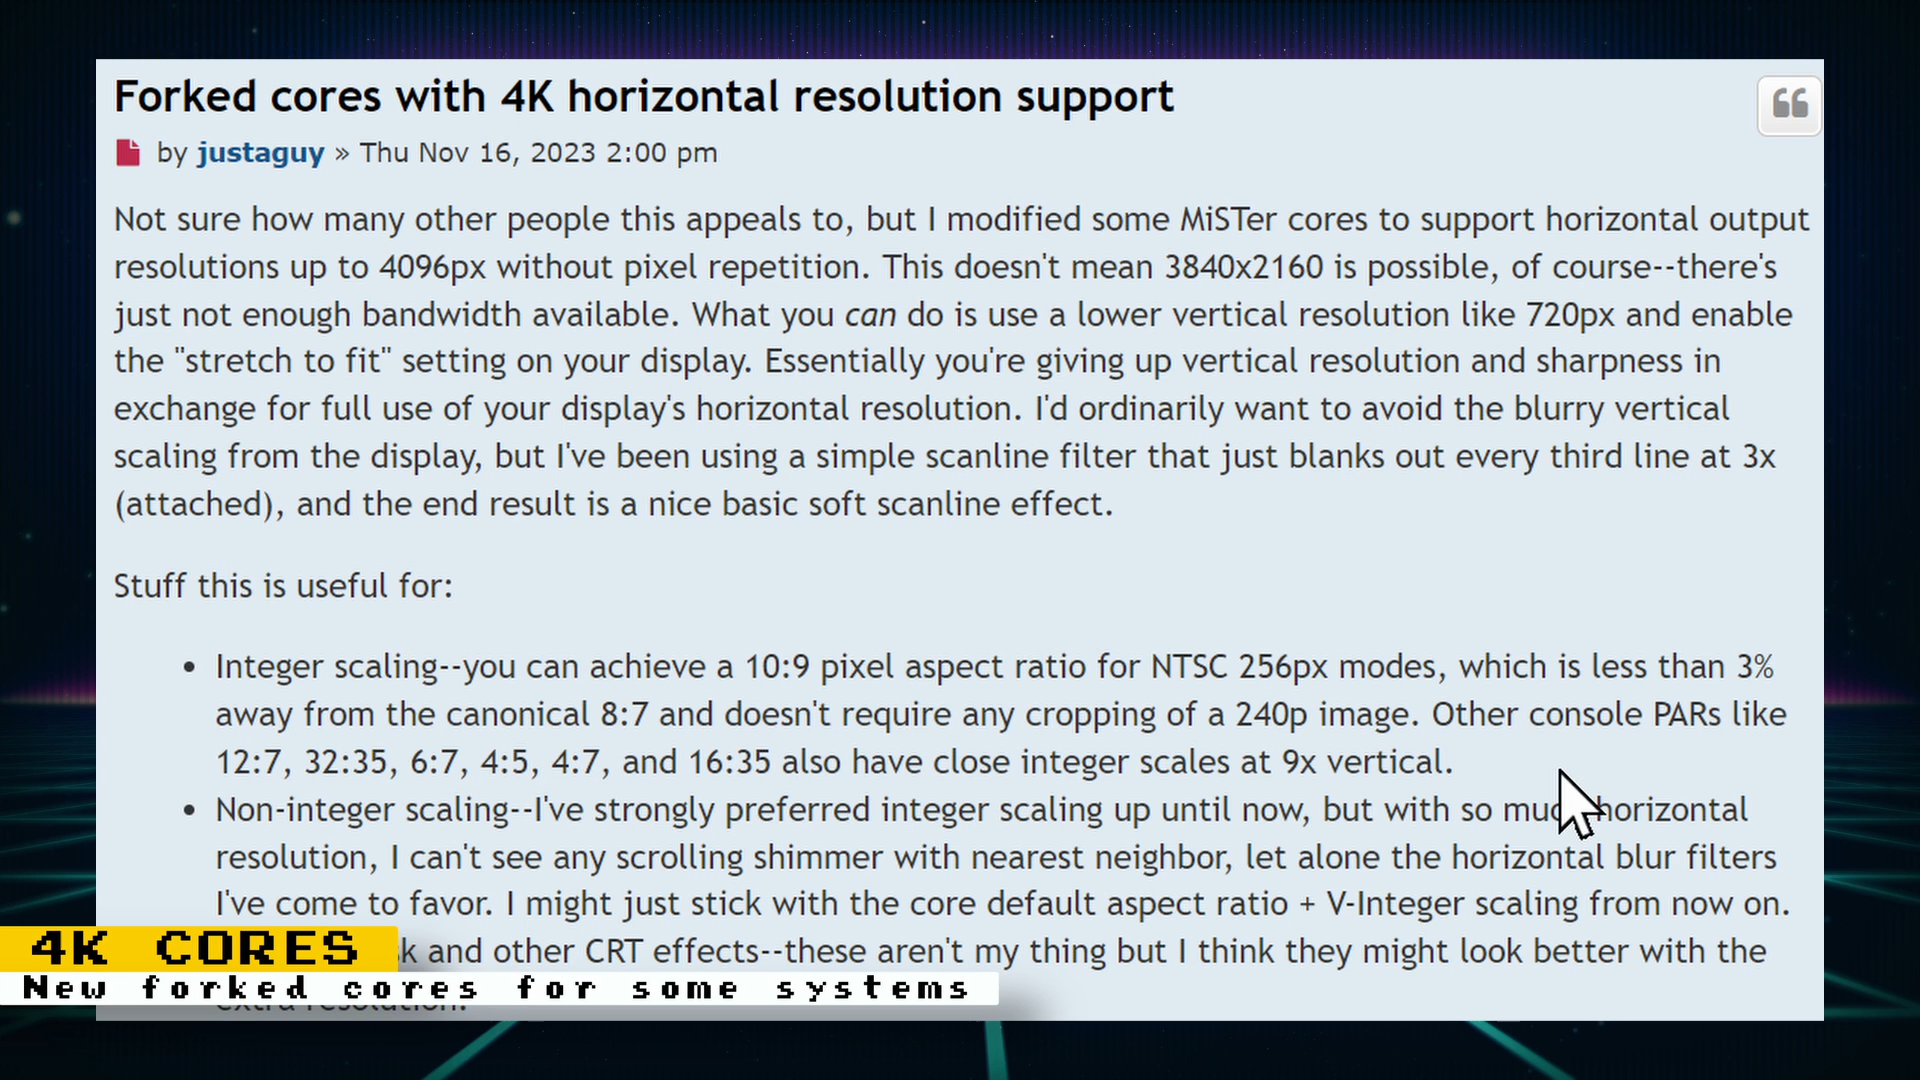 Forked cores with 4K horizontal resolution support
by justaguy » Thu Nov 16, 2023 2:00 pm
Not sure how many other people this appeals to, but I modified some MiSTer cores to support horizontal output
resolutions up to 4096px without pixel repetition. This doesn't mean 3840x2160 is possible, of course--there's
just not enough bandwidth available. What you can do is use a lower vertical resolution like 720px and enable
the "stretch to fit" setting on your display. Essentially you're giving up vertical resolution and sharpness in
exchange for full use of your display's horizontal resolution. I'd ordinarily want to avoid the blurry vertical
scaling from the display, but I've been using a simple scanline filter that just blanks out every third line at 3x
(attached), and the end result is a nice basic soft scanline effect.
Stuff this is useful for:
• Integer scaling--you can achieve a 10:9 pixel aspect ratio for NTSC 256px modes, which is less than 3%
away from the canonical 8:7 and doesn't require any cropping of a 240p image. Other console PARs like
12:7, 32:35, 6:7, 4:5, 4:7, and 16:35 also have close integer scales at 9x vertical.
• Non-integer scaling--I've strongly preferred integer scaling up until now, but with so much horizontal
resolution, I can't see any scrolling shimmer with nearest neighbor, let alone the horizontal blur filters
I've come to favor. I might just stick with the core default aspect ratio + V-Integer scaling from now on.
and other CRT effects--these aren't my thing but I think they might look better with the
extra resolution.
4K CORES
New forked cores for some systems